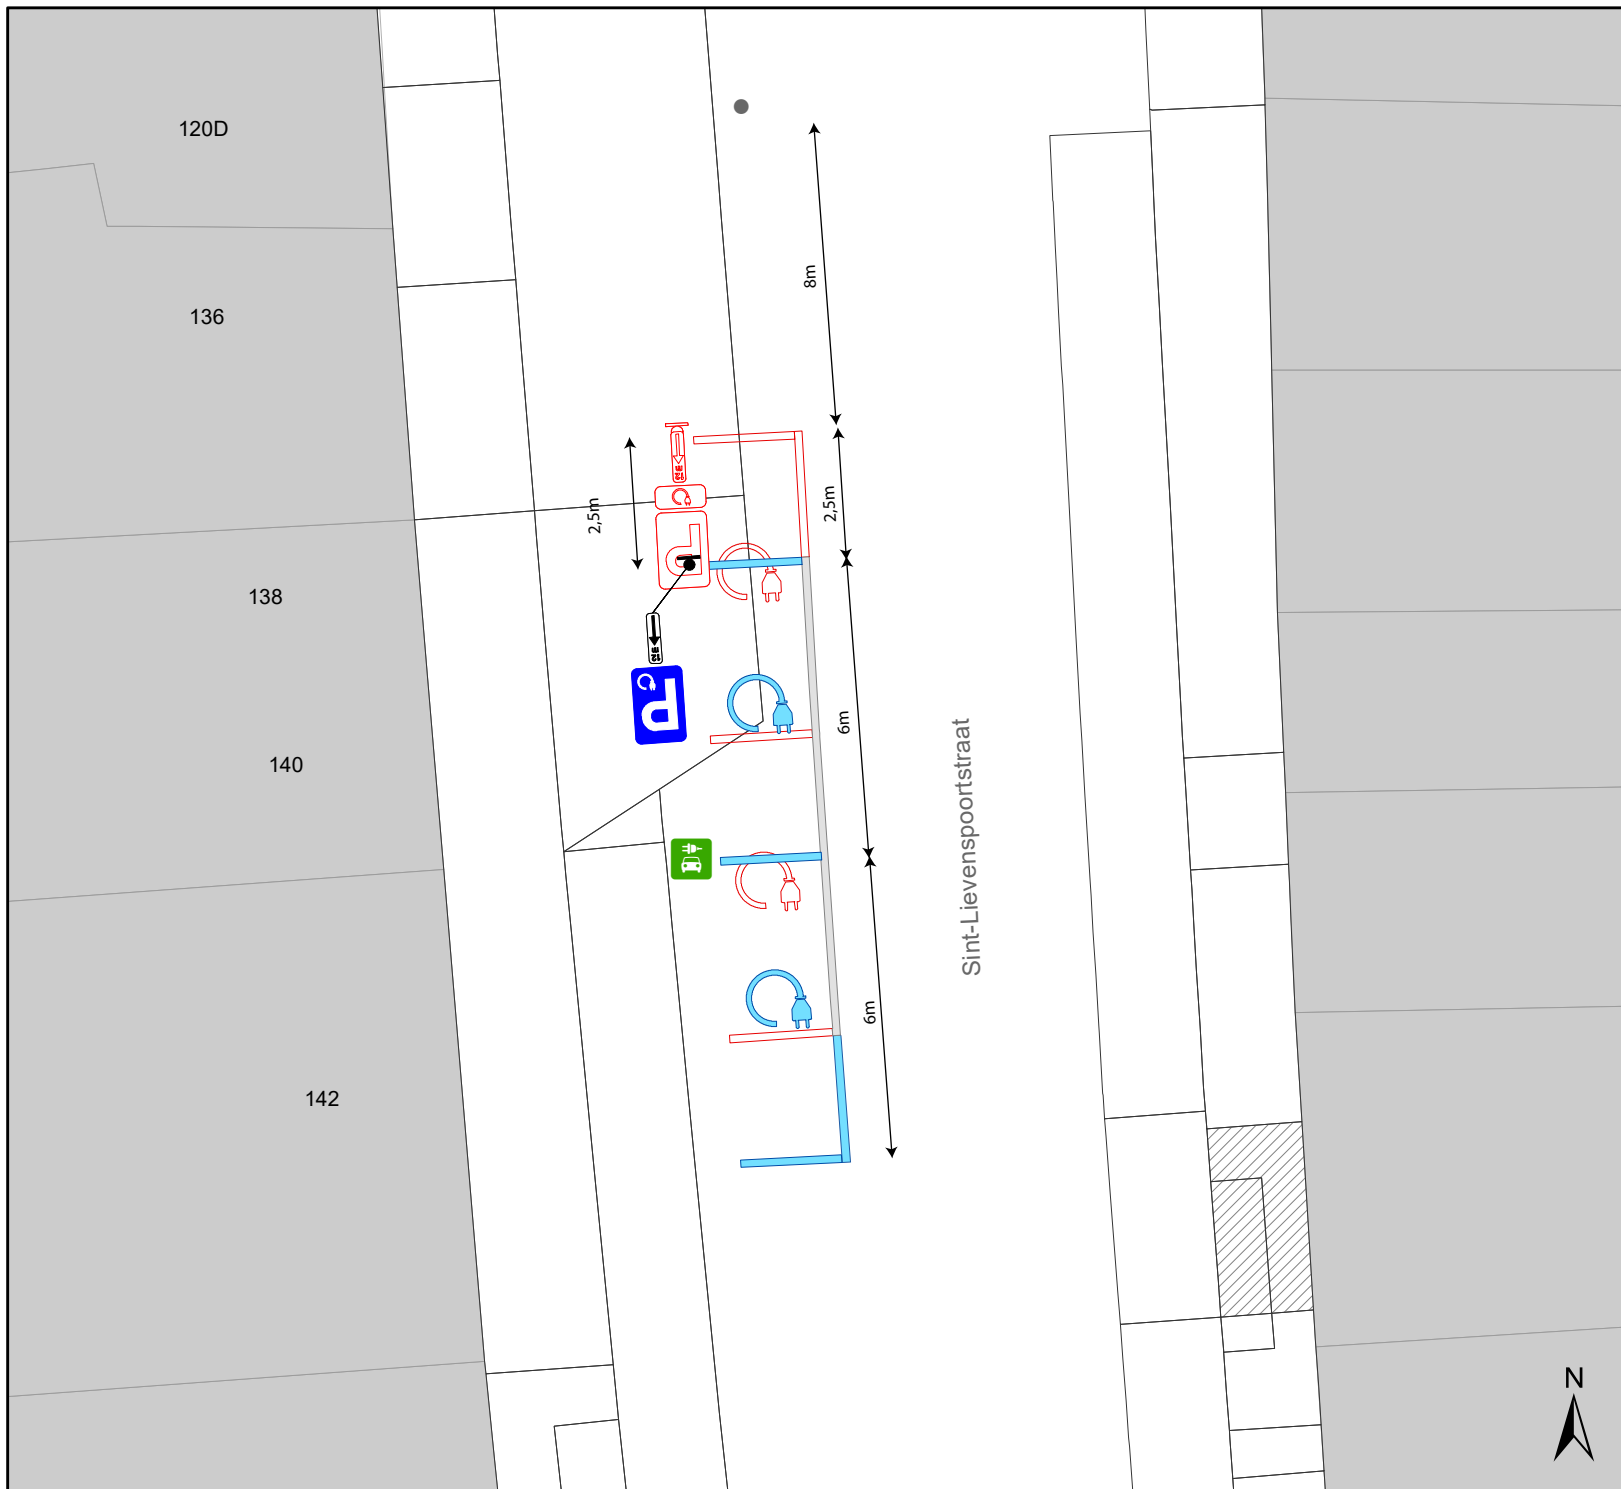 120D
136
8m
2,5m
2,5m
P
138
140
P
6m
Sint-Lievenspoortstraat
6m
142
N